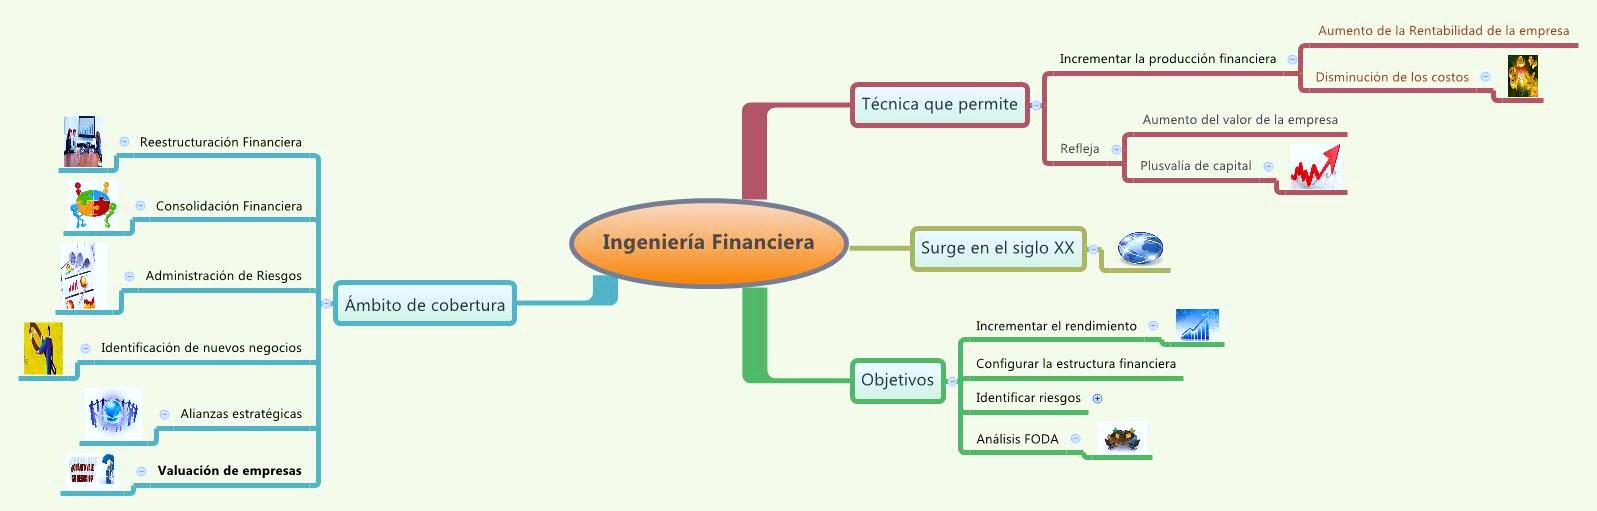 Ingeniería Financiera
Técnica que permite
Incrementar la producción financiera
Aumento de la Rentabilidad de la empresa
Disminución de los costos
Refleja
Aumento del valor de la empresa
Plusvalía de capital
Surge en el siglo XX
Objetivos
Incrementar el rendimiento
Configurar la estructura financiera
Identificar riesgos
Análisis FODA
Ámbito de cobertura
Reestructuración Financiera
Consolidación Financiera
Administración de Riesgos
Identificación de nuevos negocios
Alianzas estratégicas
Valuación de empresas